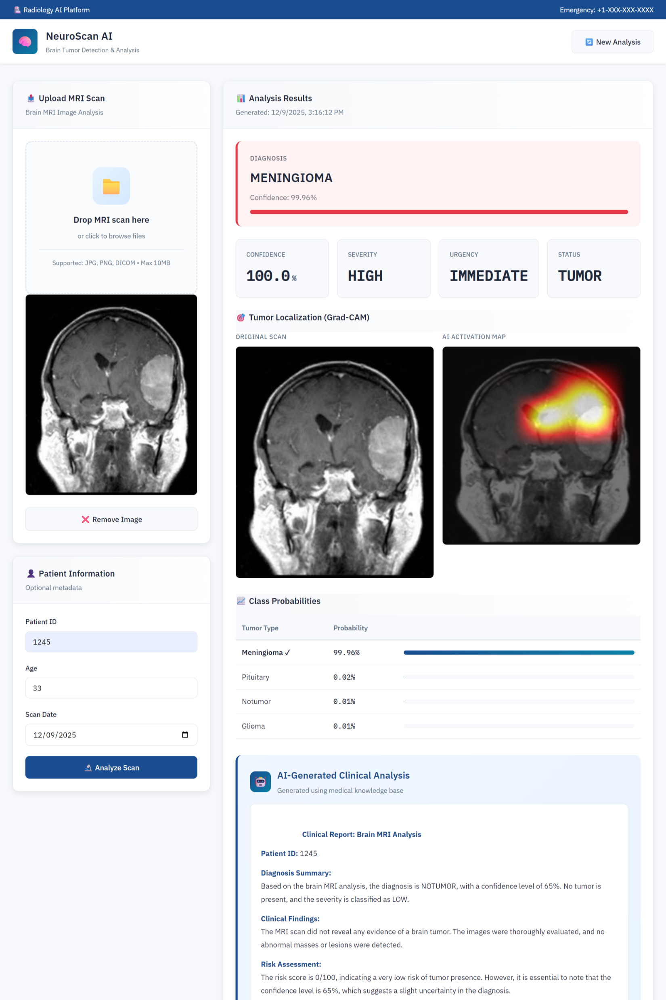 Radiology AI Platform
Emergency: +1-XXX-XXX-XXXX
NeuroScan AI
Brain Tumor Detection & Analysis
New Analysis
Upload MRI Scan
Brain MRI Image Analysis
Drop MRI scan here
or click to browse files
Supported: JPG, PNG, DICOM • Max 10MB
Remove Image
Patient Information
Optional metadata
Patient ID
1245
Age
33
Scan Date
12/09/2025
Analyze Scan
Analysis Results
Generated: 12/9/2025, 3:16:12 PM
DIAGNOSIS
MENINGIOMA
Confidence: 99.96%
CONFIDENCE
100.0%
SEVERITY
HIGH
URGENCY
IMMEDIATE
STATUS
TUMOR
Tumor Localization (Grad-CAM)
ORIGINAL SCAN
AI ACTIVATION MAP
Class Probabilities
Tumor Type Probability
Meningioma ✓ 99.96%
Pituitary 0.02%
Notumor 0.01%
Glioma 0.01%
AI-Generated Clinical Analysis
Generated using medical knowledge base
Clinical Report: Brain MRI Analysis
Patient ID: 1245
Diagnosis Summary:
Based on the brain MRI analysis, the diagnosis is NOTUMOR, with a confidence level of 65%. No tumor is
present, and the severity is classified as LOW.
Clinical Findings:
The MRI scan did not reveal any evidence of a brain tumor. The images were thoroughly evaluated, and no
abnormal masses or lesions were detected.
Risk Assessment:
The risk score is 0/100, indicating a very low risk of tumor presence. However, it is essential to note that the
confidence level is 65%, which suggests a slight uncertainty in the diagnosis.